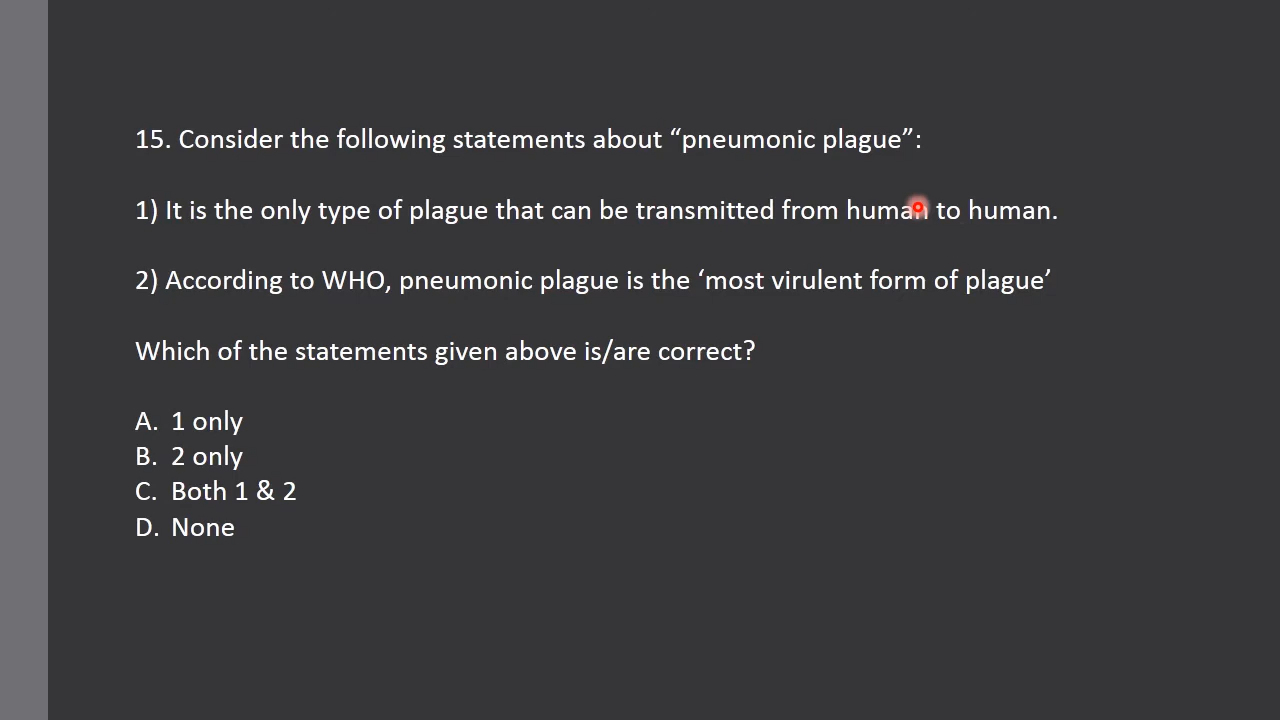 15. Consider the following statements about “pneumonic plague”:
1) It is the only type of plague that can be transmitted from human to human.
2) According to WHO, pneumonic plague is the ‘most virulent form of plague’
Which of the statements given above is/are correct?
A. 1 only
B. 2 only
C. Both 1 & 2
D. None